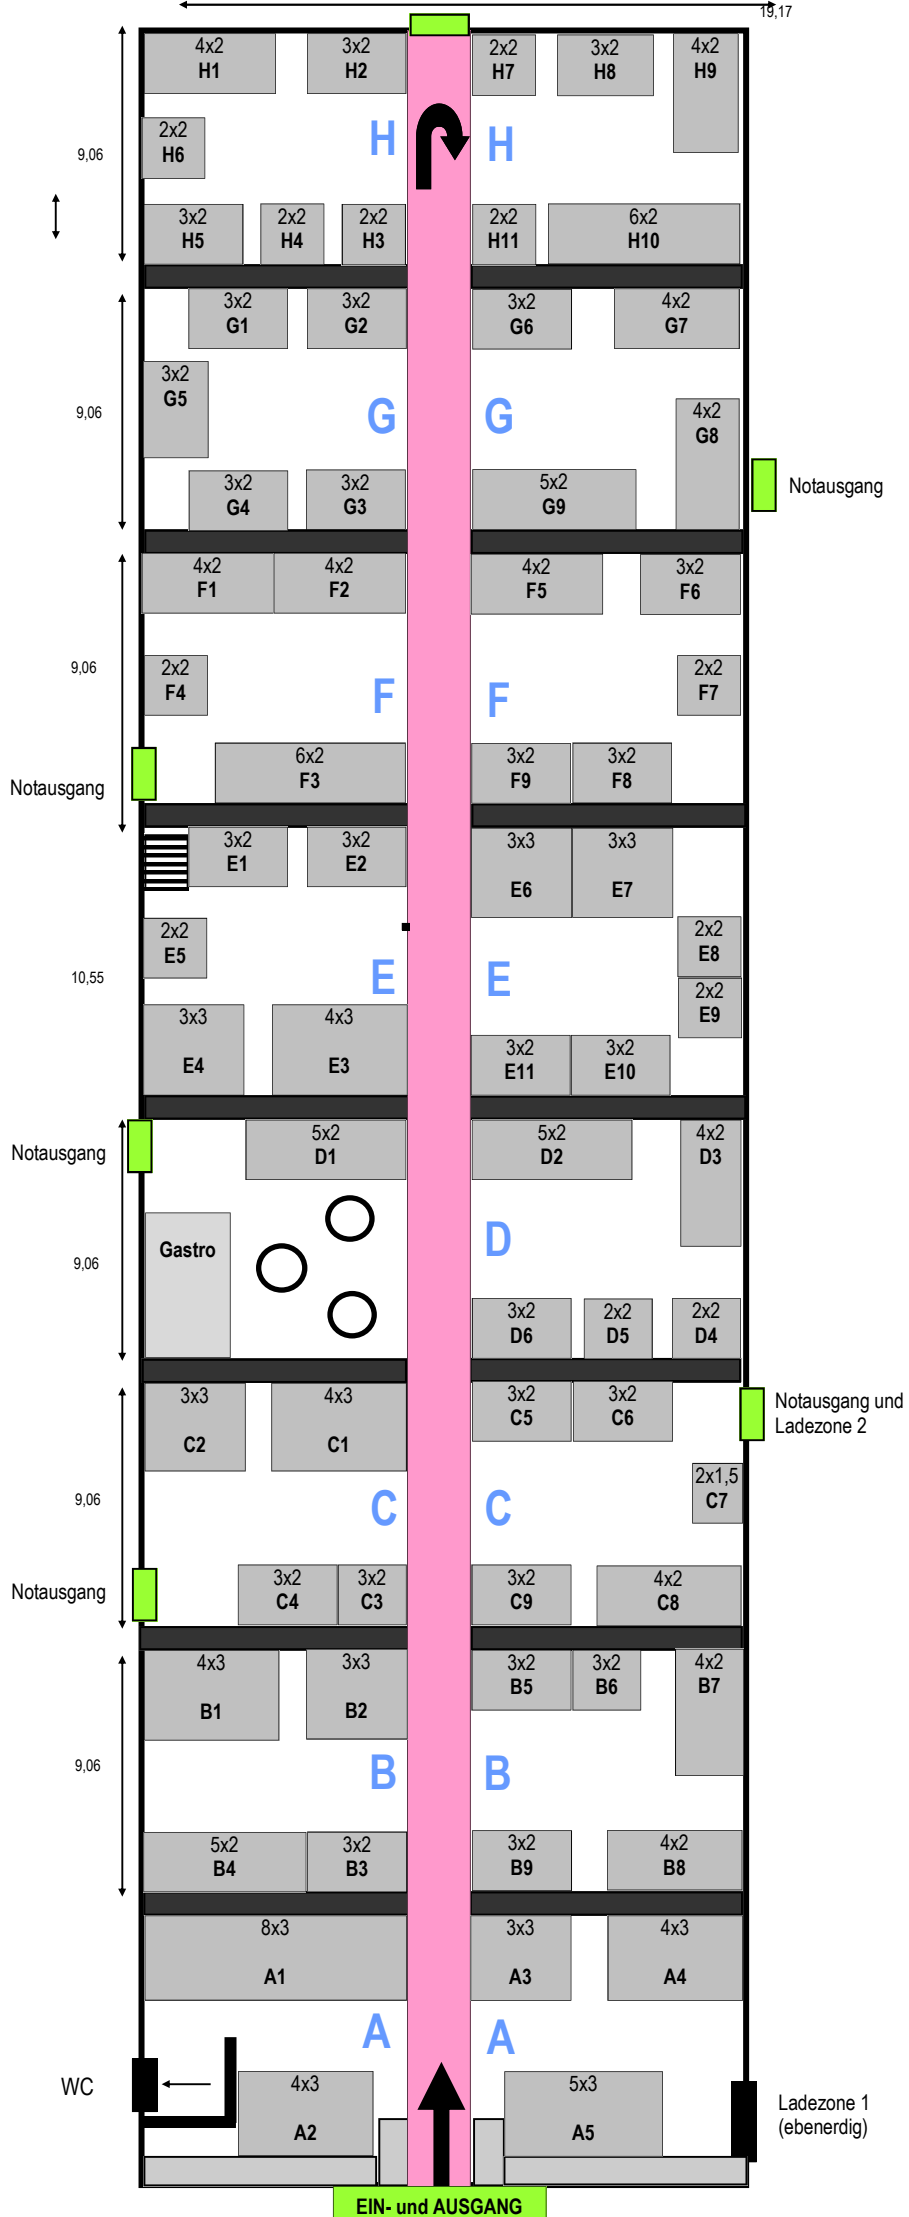 19,17
4x2 3x2 2x2 3x2 4x2
H1 H2 H7 H8 H9
H H
2x2
H6
9,06
3x2 2x2 2x2 2x2 6x2
H5 H4 H3 H11 H10
3x2 3x2 3x2 4x2
G1 G2 G6 G7
3x2
G5
9,06
G G
4x2
G8
3x2 3x2 5x2
G4 G3 G9
Notausgang
4x2 4x2 4x2 3x2
F1 F2 F5 F6
9,06
2x2 2x2
F4 F7
F F
6x2 3x2 3x2
F3 F9 F8
Notausgang
3x2 3x2 3x3 3x3
E1 E2 E6 E7
2x2 2x2
E5 E8
10,55
E E
2x2
E9
3x3 4x3 3x2 3x2
E4 E3 E11 E10
Notausgang
5x2 5x2 4x2
D1 D2 D3
Gastro
D
9,06
3x2 2x2 2x2
D6 D5 D4
3x3 4x3 3x2 3x2
C2 C1 C5 C6
Notausgang und
Ladezone 2
2x1,5
C7
9,06
C C
Notausgang
3x2 3x2 3x2 4x2
C4 C3 C9 C8
4x3 3x3 3x2 3x2 4x2
B1 B2 B5 B6 B7
9,06
B B
5x2 3x2 3x2 4x2
B4 B3 B9 B8
8x3 3x3 4x3
A1 A3 A4
A A
WC
4x3 5x3
A2 A5
Ladezone 1
(ebenerdig)
EIN- und AUSGANG